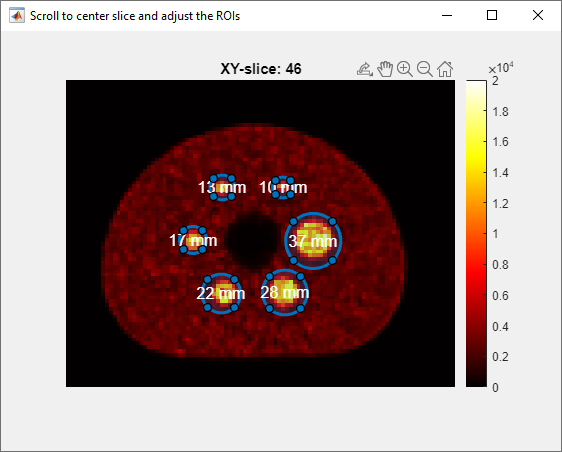 Scroll to center slice and adjust the ROIs
XY-slice: 46
×10⁴
2
1.8
1.6
1.4
1.2
1
0.8
0.6
0.4
0.2
0
13 mm
10 mm
17 mm
37 mm
22 mm
28 mm